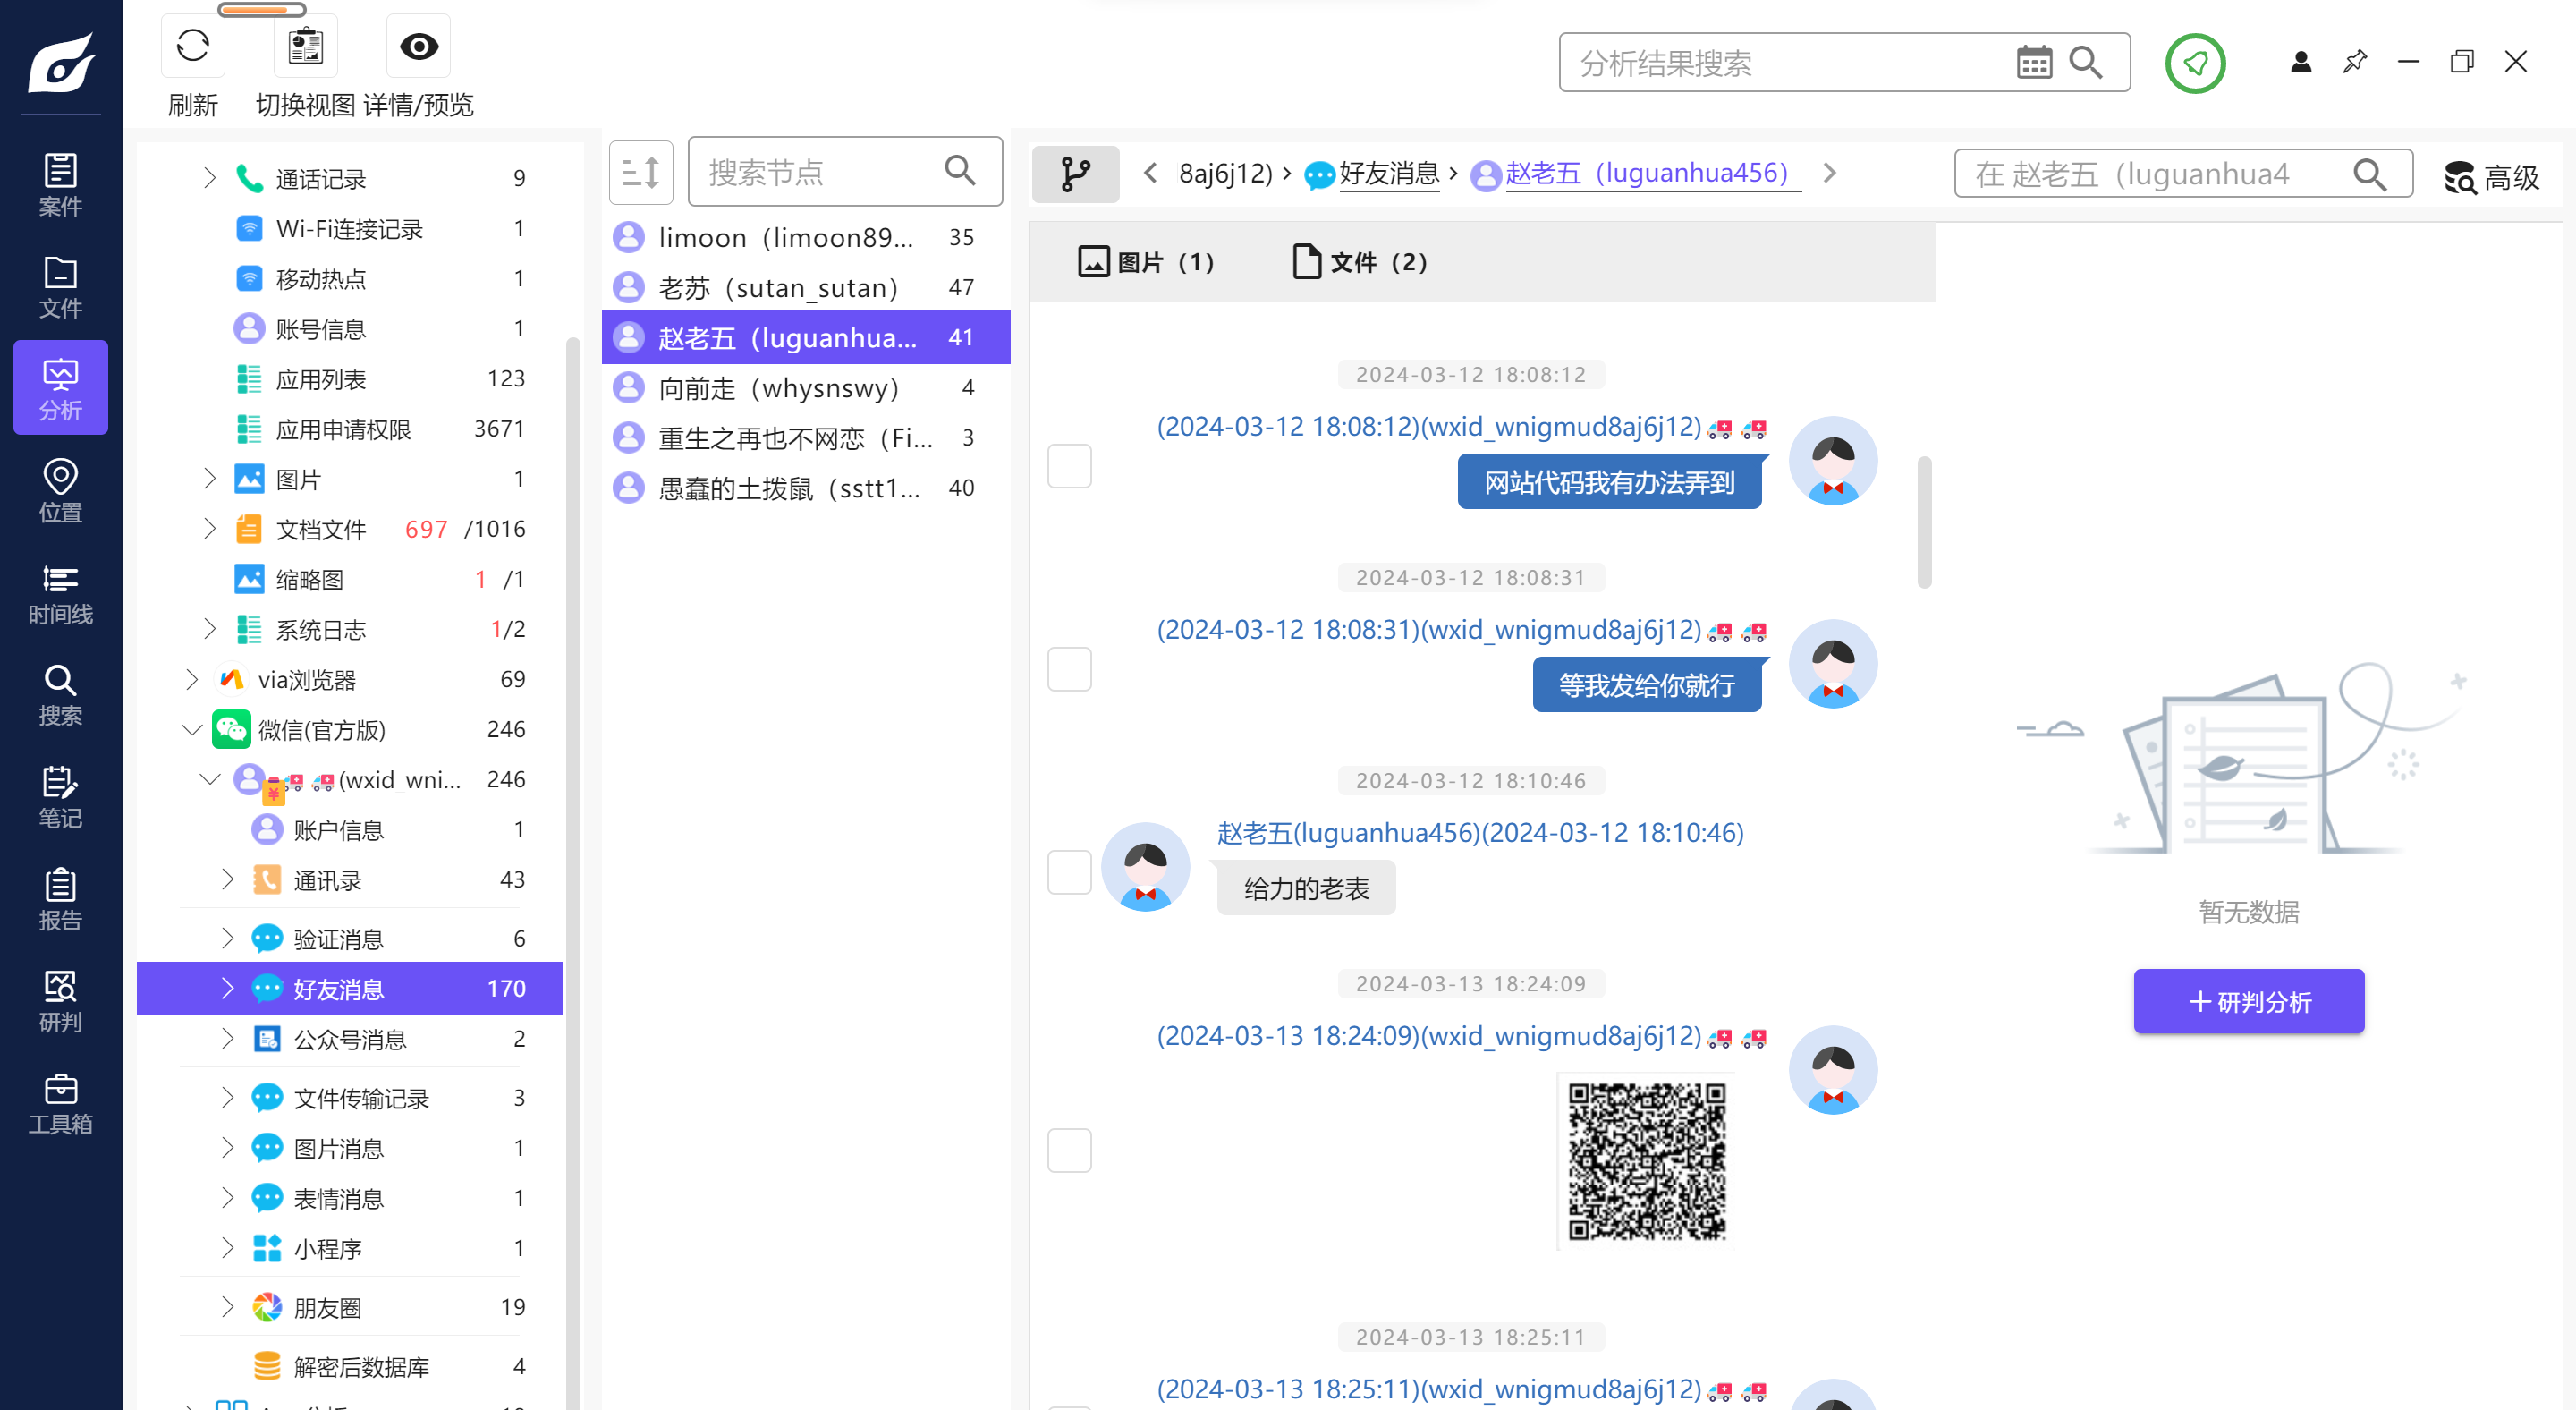 刷新
切换视图
详情/预览
分析结果搜索
案件
文件
分析
位置
时间线
搜索
笔记
报告
研判
工具箱
通话记录 9
Wi-Fi连接记录 1
移动热点 1
账号信息 1
应用列表 123
应用申请权限 3671
图片 1
文档文件 697 /1016
缩略图 1 /1
系统日志 1/2
via浏览器 69
微信(官方版) 246
(wxid_wni... 246
账户信息 1
通讯录 43
验证消息 6
好友消息 170
公众号消息 2
文件传输记录 3
图片消息 1
表情消息 1
小程序 1
朋友圈 19
解密后数据库 4
搜索节点
limoon（limoon89... 35
老苏（sutan_sutan） 47
赵老五（luguanhua... 41
向前走（whysnswy） 4
重生之再也不网恋（Fi... 3
愚蠢的土拨鼠（sstt1... 40
8aj6j12) › 好友消息 › 赵老五（luguanhua456）
在 赵老五（luguanhua4
高级
图片（1） 文件（2）
2024-03-12 18:08:12
(2024-03-12 18:08:12)(wxid_wnigmud8aj6j12)
网站代码我有办法弄到
2024-03-12 18:08:31
(2024-03-12 18:08:31)(wxid_wnigmud8aj6j12)
等我发给你就行
2024-03-12 18:10:46
赵老五(luguanhua456)(2024-03-12 18:10:46)
给力的老表
2024-03-13 18:24:09
(2024-03-13 18:24:09)(wxid_wnigmud8aj6j12)
2024-03-13 18:25:11
(2024-03-13 18:25:11)(wxid_wnigmud8aj6j12)
暂无数据
+研判分析